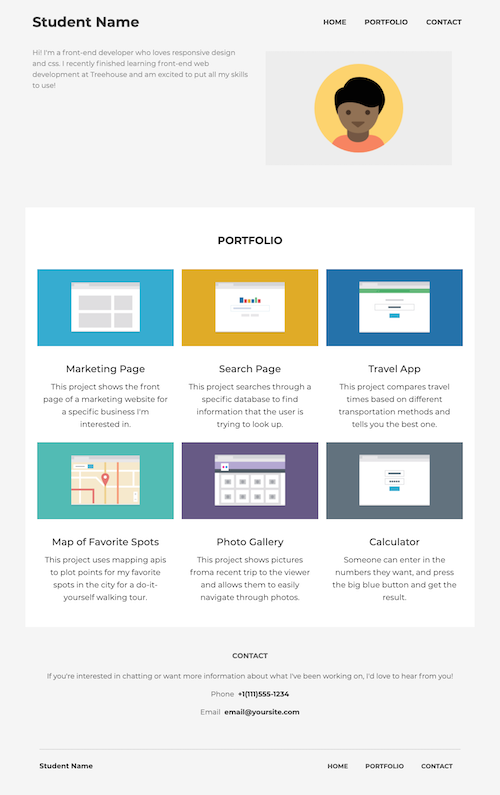 Student Name
HOME PORTFOLIO CONTACT
Hi! I'm a front-end developer who loves responsive design
and css. I recently finished learning front-end web
development at Treehouse and am excited to put all my skills
to use!
PORTFOLIO
Marketing Page
This project shows the front
page of a marketing website for
a specific business I'm
interested in.
Search Page
This project searches through a
specific database to find
information that the user is
trying to look up.
Travel App
This project compares travel
times based on different
transportation methods and
tells you the best one.
Map of Favorite Spots
This project uses mapping apis
to plot points for my favorite
spots in the city for a do-it-
yourself walking tour.
Photo Gallery
This project shows pictures
froma recent trip to the viewer
and allows them to easily
navigate through photos.
Calculator
Someone can enter in the
numbers they want, and press
the big blue button and get the
result.
CONTACT
If you're interested in chatting or want more information about what I've been working on, I'd love to hear from you!
Phone +1(111)555-1234
Email email@yoursite.com
Student Name
HOME PORTFOLIO CONTACT